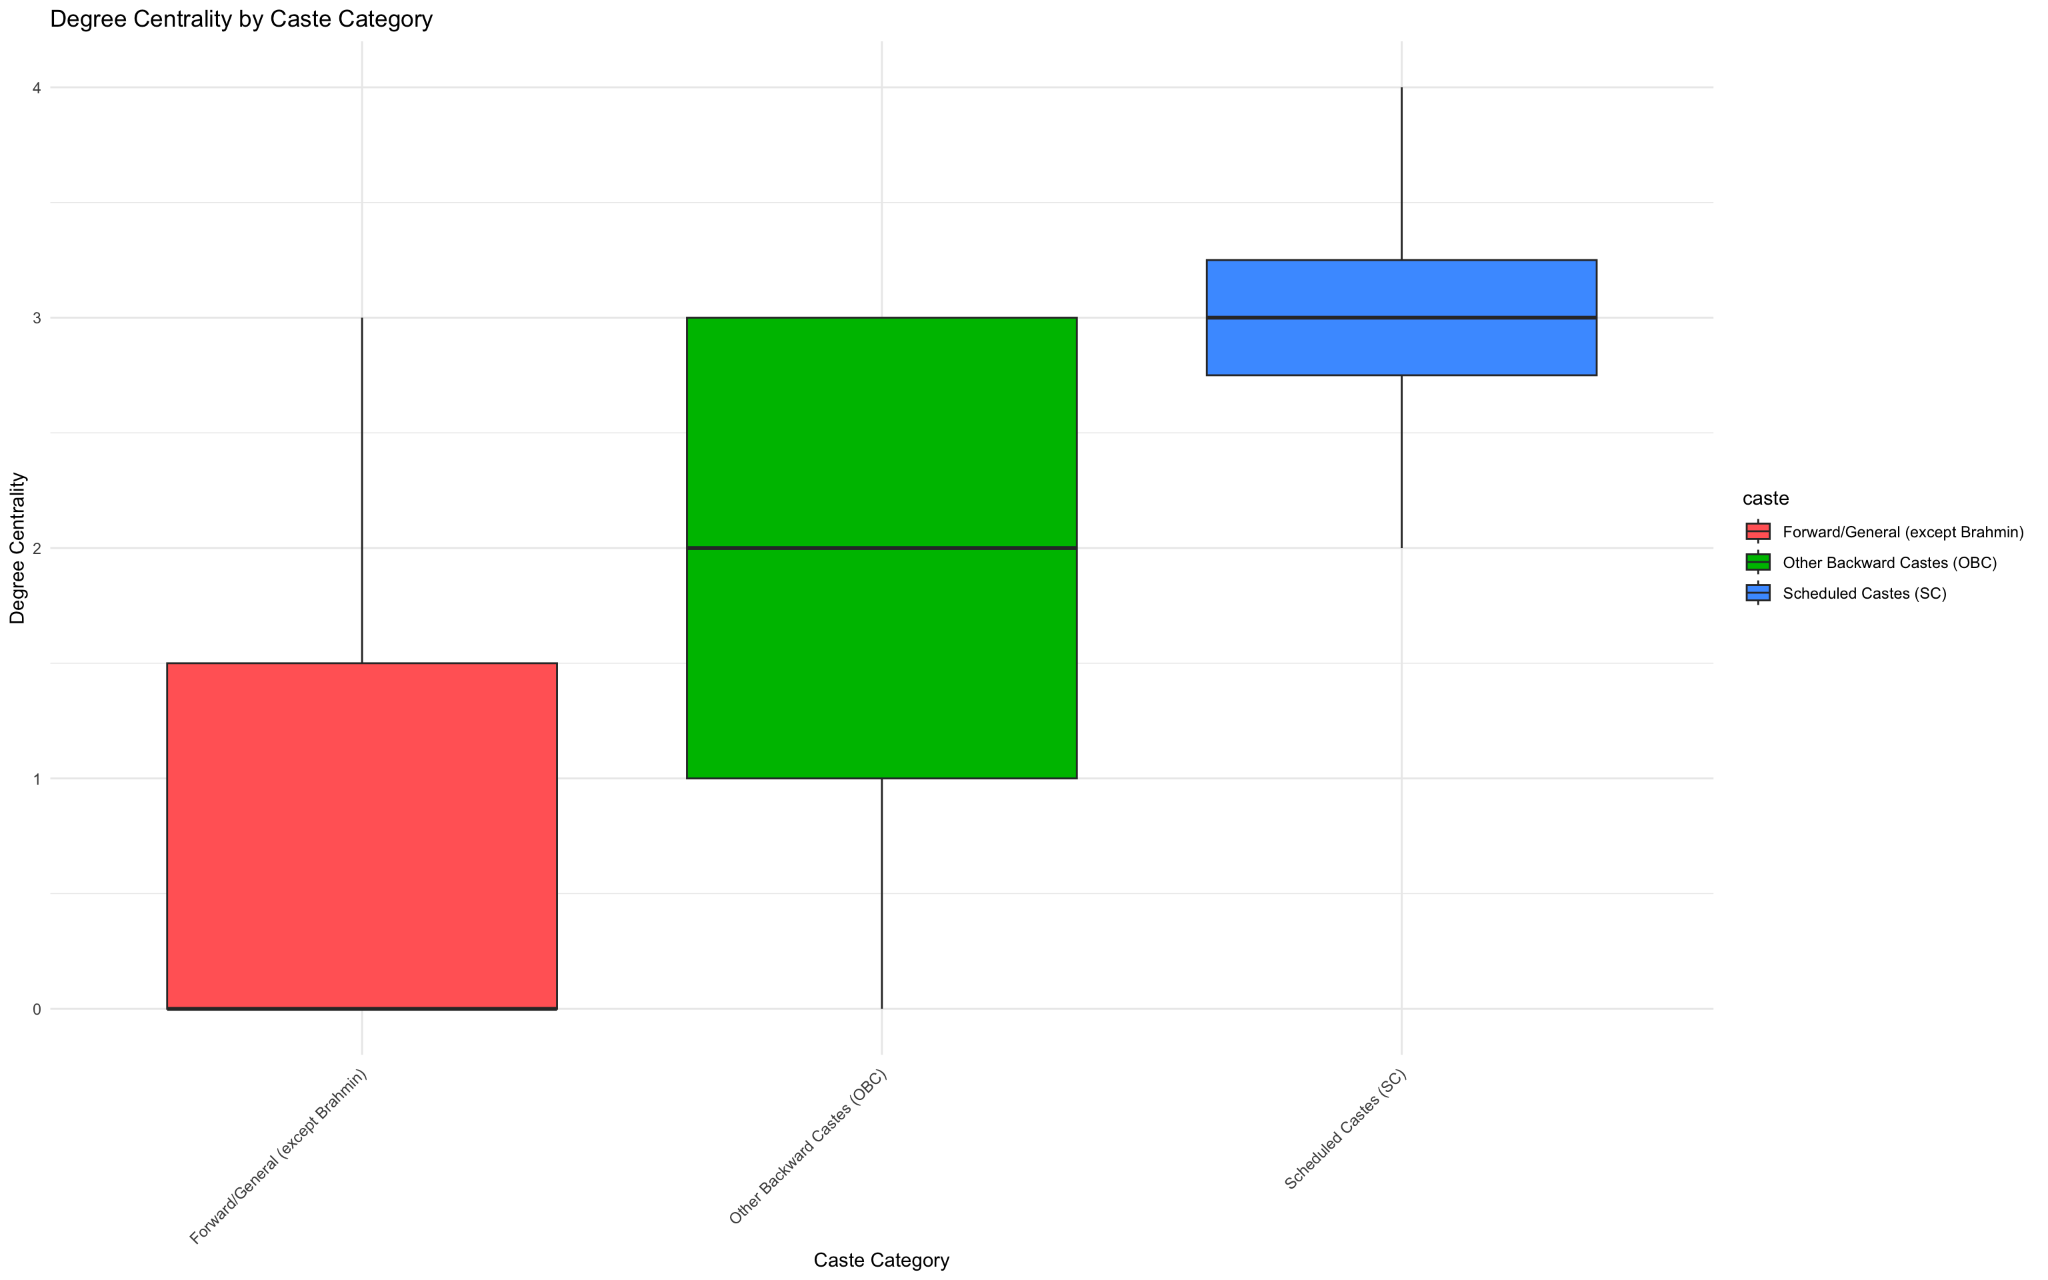 Degree Centrality by Caste Category
4
3
2
1
0
Degree Centrality
Forward/General (except Brahmin)
Other Backward Castes (OBC)
Scheduled Castes (SC)
Caste Category
caste
Forward/General (except Brahmin)
Other Backward Castes (OBC)
Scheduled Castes (SC)